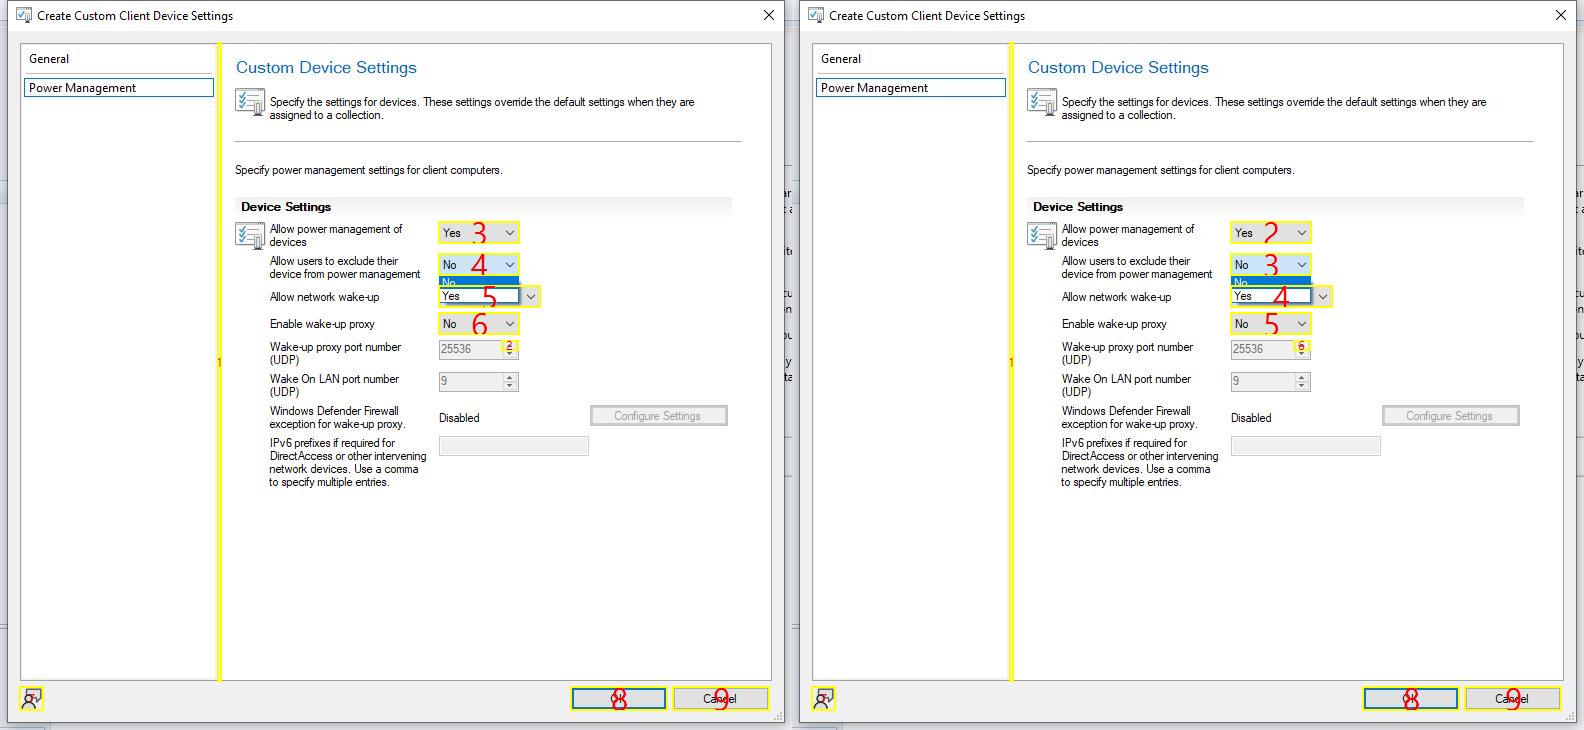 Create Custom Client Device Settings
General
Power Management
Custom Device Settings
Specify the settings for devices. These settings override the default settings when they are
assigned to a collection.
Specify power management settings for client computers.
Device Settings
Allow power management of
devices
Yes 3
Allow users to exclude their
device from power management
No 4
No
Allow network wake-up
Yes 5
Enable wake-up proxy
No 6
1
Wake-up proxy port number
(UDP)
25536 2
Wake On LAN port number
(UDP)
9
Windows Defender Firewall
exception for wake-up proxy.
Disabled
Configure Settings
IPv6 prefixes if required for
DirectAccess or other intervening
network devices. Use a comma
to specify multiple entries.
8
Cancel 9
Create Custom Client Device Settings
General
Power Management
Custom Device Settings
Specify the settings for devices. These settings override the default settings when they are
assigned to a collection.
Specify power management settings for client computers.
Device Settings
Allow power management of
devices
Yes 2
Allow users to exclude their
device from power management
No 3
No
Allow network wake-up
Yes 4
Enable wake-up proxy
No 5
1
Wake-up proxy port number
(UDP)
25536 6
Wake On LAN port number
(UDP)
9
Windows Defender Firewall
exception for wake-up proxy.
Disabled
Configure Settings
IPv6 prefixes if required for
DirectAccess or other intervening
network devices. Use a comma
to specify multiple entries.
8
Cancel 9